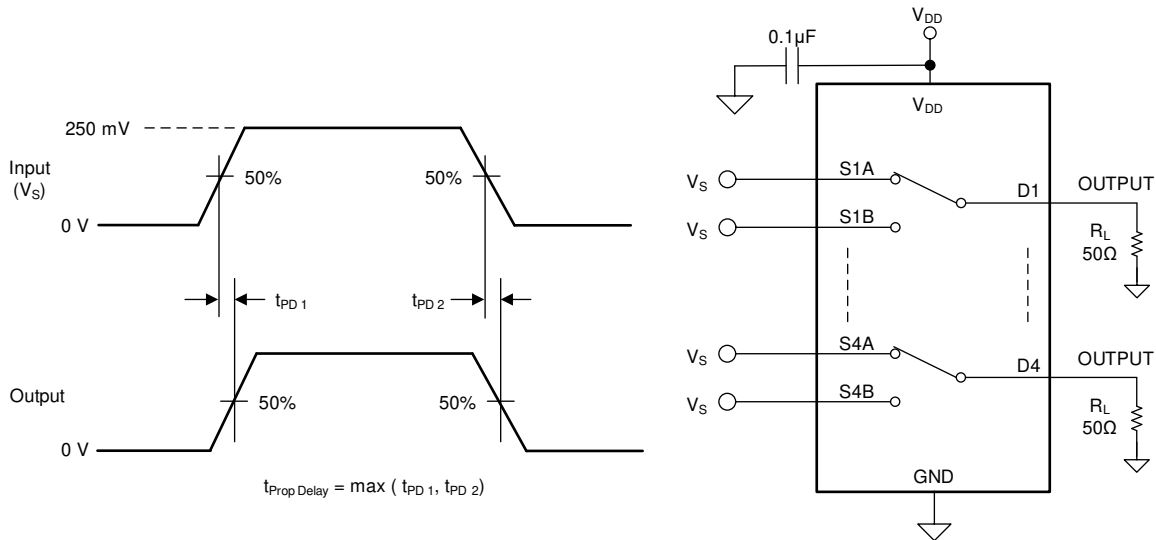 250 mV
Input
(VS)
0 V
50%
50%
tPD 1
tPD 2
Output
0 V
50%
50%
tProp Delay = max ( tPD 1, tPD 2)
VDD
0.1µF
VDD
VS
S1A
D1
OUTPUT
VS
S1B
RL
50Ω
VS
S4A
D4
OUTPUT
VS
S4B
RL
50Ω
GND